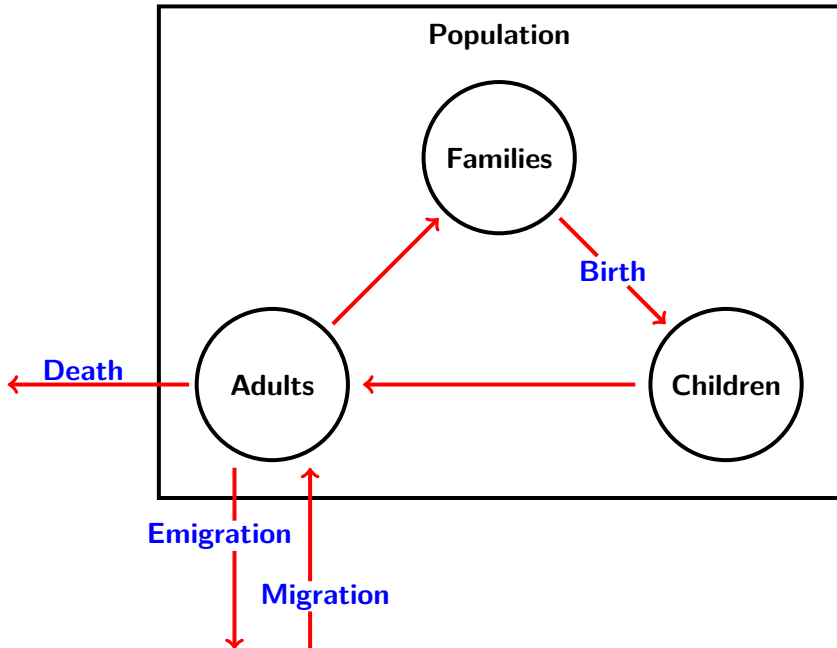 Population
Families
Birth
Death
Adults
Children
Emigration
Migration